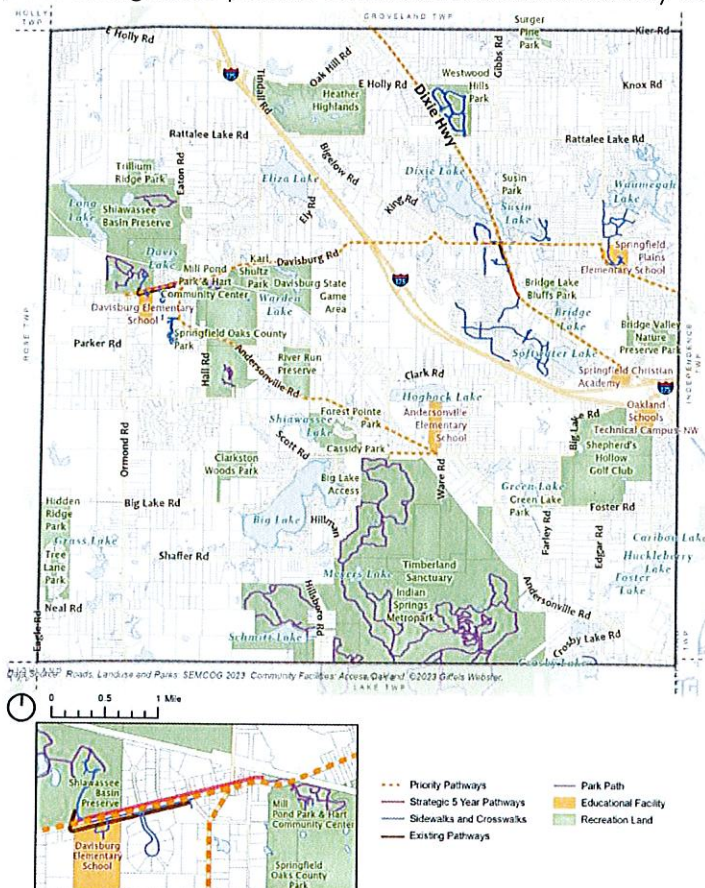 HOLLY
TWP
GROVELAND TWP
E Holly Rd
Surger
Pine
Park
Kier Rd
Gibbs Rd
175
Tindall Rd
Oak Hill Rd
E Holly Rd
Westwood
Hills
Park
Knox Rd
Heather
Highlands
Dixie Hwy
Rattalee Lake Rd
Rattalee Lake Rd
Bigelow Rd
Trillium
Ridge Park
Eaton Rd
Eliza Lake
Dixie Lake
Susin
Park
Susin
Lake
Waumegah
Lake
Long
Lake
Shiawassee
Basin Preserve
Ely Rd
King Rd
Davis
Lake
Davisburg Rd
Karl
Shultz
Park
Springfield
Plains
Elementary School
Mill Pond
Park & Hart
Community Center
Warden
Lake
Davisburg State
Game
Area
175
Bridge Lake
Bluffs Park
Davisburg Elementary
School
Bridge
Lake
ROSE TWP
Springfield Oaks County
Park
Bridge Valley
Nature
Preserve Park
INDEPENDENCE
TWP
Parker Rd
Softwater Lake
Hall Rd
Andersonville Rd
River Run
Preserve
Clark Rd
Springfield Christian
Academy
175
Hogback Lake
Oakland
Schools
Technical Campus-NW
Forest Pointe
Park
Andersonville
Elementary
School
Big Lake Rd
Shiawassee
Lake
Ormond Rd
Scott Rd
Cassidy Park
Shepherd's
Hollow
Golf Club
Clarkston
Woods Park
Ware Rd
Big Lake
Access
Green Lake
Green Lake
Park
Hidden
Ridge
Park
Big Lake Rd
Foster Rd
Big Lake
Hillman
Farley Rd
Edgar Rd
Grass Lake
Caribou Lake
Shaffer Rd
Huckleberry
Lake
Tree
Lane
Park
Meyers Lake
Timberland
Sanctuary
Foster
Lake
Neal Rd
Hillsboro Rd
Indian
Springs
Metropark
Andersonville Rd
Eagle Rd
Schmitt Lake
Crosby Lake Rd
Crosby Lake
TWP
Data Source: Roads, Landuse and Parks: SEMCOG 2023. Community Facilities: Access Oakland. ©2023 Giffels Webster.
LAKE TWP
0 0.5 1 Mile
Shiawassee
Basin
Preserve
Mill
Pond Park & Hart
Community Center
Davisburg
Elementary
School
Springfield
Oaks County
Park
Priority Pathways
Strategic 5 Year Pathways
Sidewalks and Crosswalks
Existing Pathways
Park Path
Educational Facility
Recreation Land